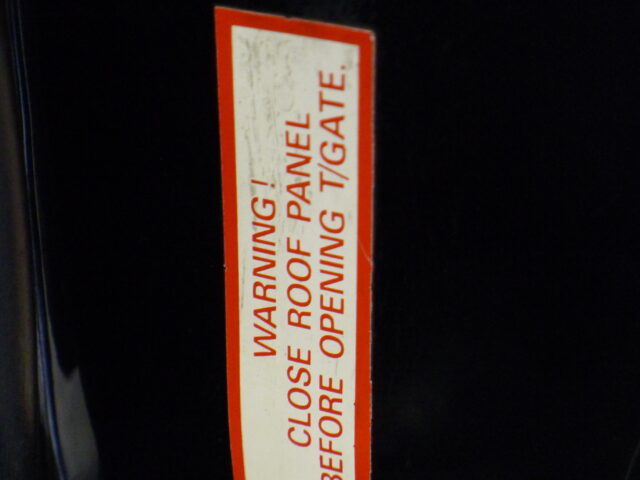 WARNING!
CLOSE ROOF PANEL
BEFORE OPENING T/GATE.